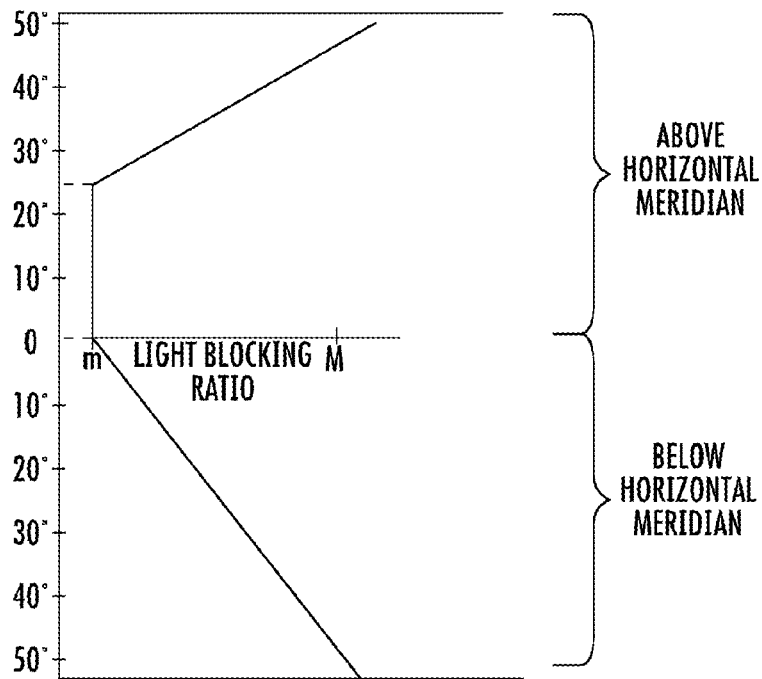 50°
40°
30°
20°
10°
0
10°
20°
30°
40°
50°
m
LIGHT BLOCKING
RATIO
M
ABOVE
HORIZONTAL
MERIDIAN
BELOW
HORIZONTAL
MERIDIAN